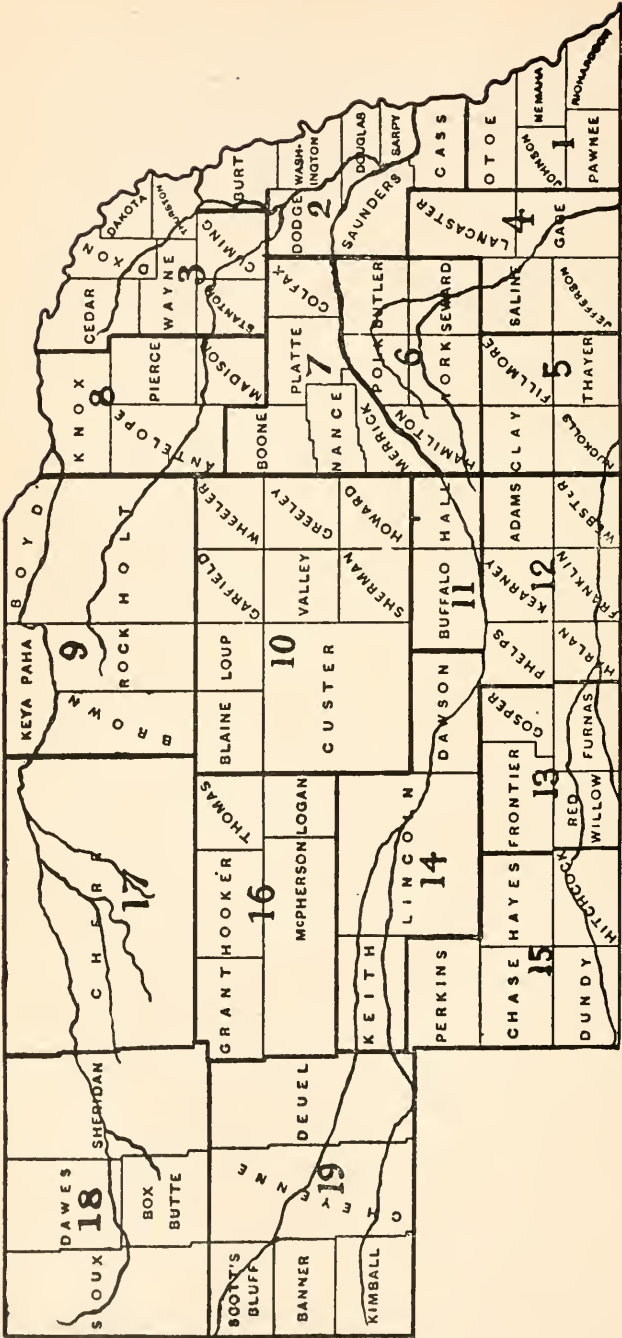 SIOUX
DAWES
18
BOX
BUTTE
SHERIDAN
SCOTT'S
BLUFF
BANNER
KIMBALL
CHEYENNE
19
DEUEL
CHERR
17
GRANT
HOOKER
16
THOMAS
McPHERSON
LOGAN
KEITH
LINCOLN
14
PERKINS
CHASE
15
HAYES
DUNDY
HITCHCOCK
FRONTIER
13
GOSPER
RED
WILLOW
FURNAS
KEYA PAHA
BROWN
9
ROCK
BOYD
HOLT
BLAINE
LOUP
GARFIELD
WHEELER
10
CUSTER
VALLEY
GREELEY
SHERMAN
HOWARD
DAWSON
BUFFALO
11
HALL
PHELPS
KEARNEY
12
ADAMS
HARLAN
FRANKLIN
WEBSTER
KNOX
8
ANTELOPE
PIERCE
MADISON
BOONE
PLATTE
NANCE
7
COLFAX
MERRICK
HAMILTON
POLK
6
YORK
BUTLER
SEWARD
CLAY
FILLMORE
5
NUCKOLLS
THAYER
SALINE
JEFFERSON
CEDAR
DIXON
DAKOTA
THURSTON
WAYNE
3
STANTON
CUMING
BURT
DODGE
WASH-
INGTON
2
DOUGLAS
SARPY
SAUNDERS
CASS
LANCASTER
4
GAGE
OTOE
JOHNSON
NEMAHA
1
PAWNEE
RICHARDSON